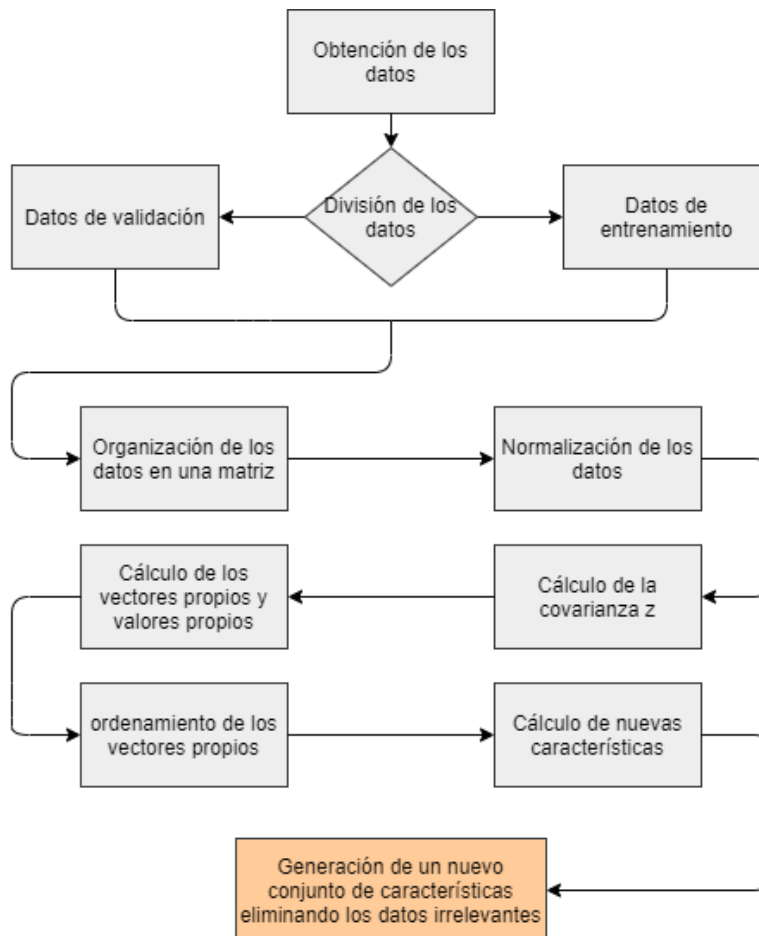 Obtención de los
datos
Datos de validación
División de los
datos
Datos de
entrenamiento
Organización de los
datos en una matriz
Normalización de los
datos
Cálculo de los
vectores propios y
valores propios
Cálculo de la
covarianza z
ordenamiento de los
vectores propios
Cálculo de nuevas
características
Generación de un nuevo
conjunto de características
eliminando los datos irrelevantes